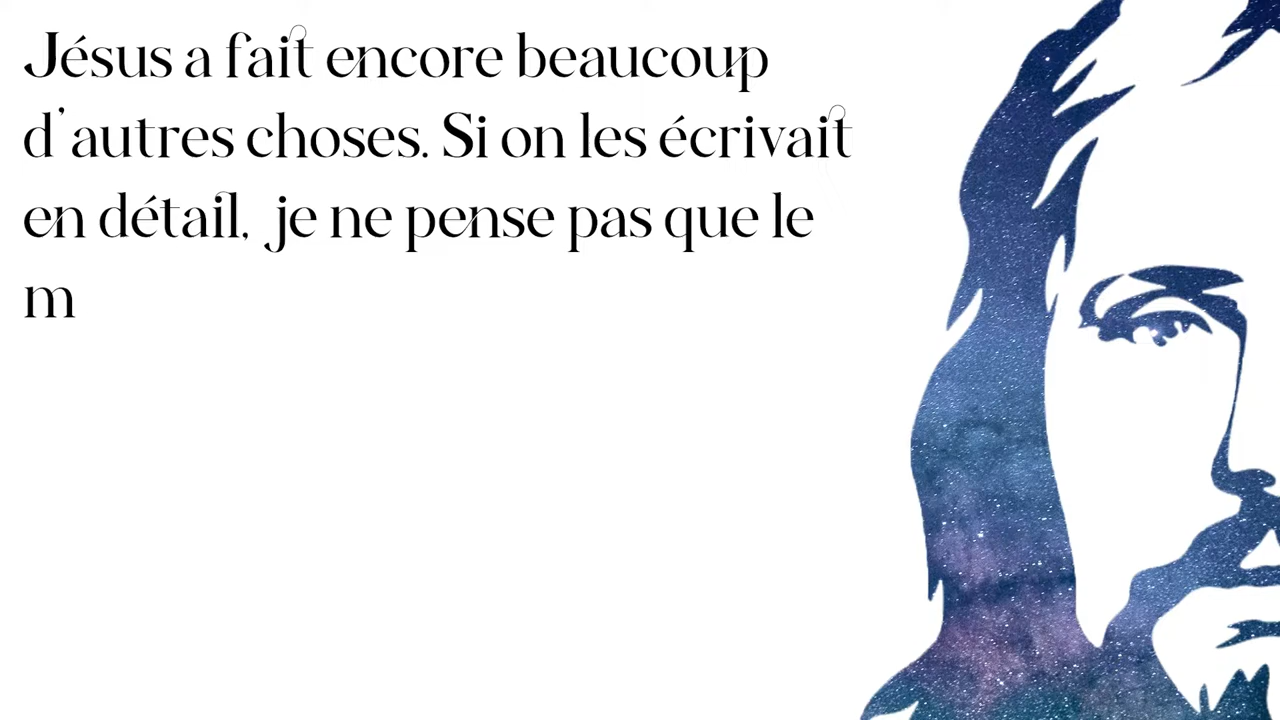 Jésus a fait encore beaucoup
d'autres choses. Si on les écrivait
en détail, je ne pense pas que le
m